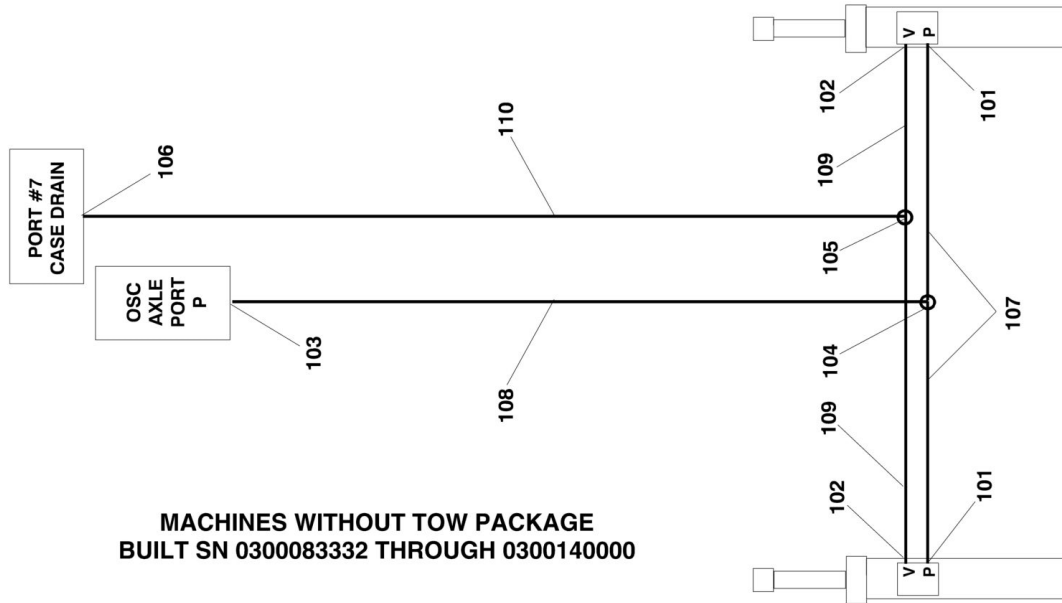 PORT #7
CASE DRAIN
106
OSC
AXLE
PORT
P
103
110
108
102
V
P
101
109
105
104
107
109
102
101
V
P
MACHINES WITHOUT TOW PACKAGE
BUILT SN 0300083332 THROUGH 0300140000